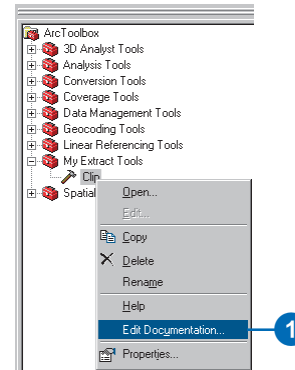 ArcToolbox
3D Analyst Tools
Analysis Tools
Conversion Tools
Coverage Tools
Data Management Tools
Geocoding Tools
Linear Referencing Tools
My Extract Tools
Clip
Spatial
Open...
Edit...
Copy
Delete
Rename
Help
Edit Documentation...
1
Properties...